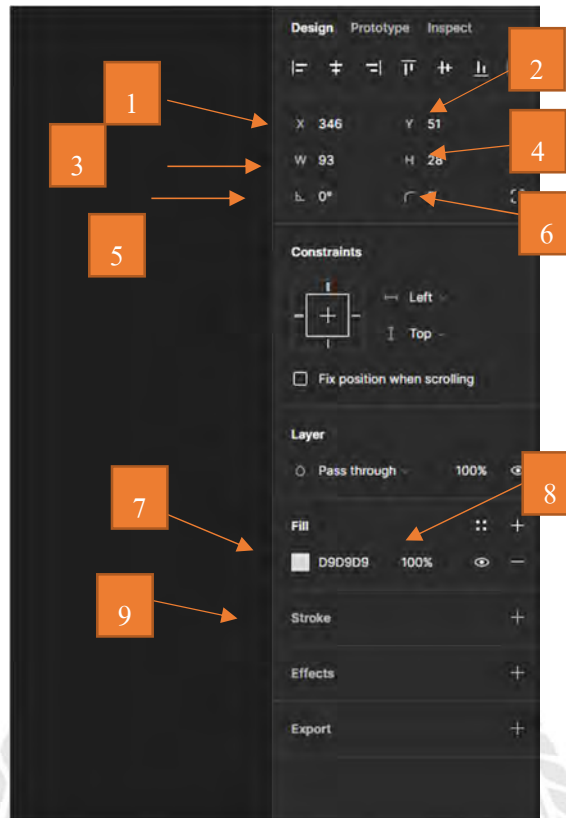 Design Prototype Inspect
2
1
X 346 Y 51
4
3
W 93 H 28
0°
6
5
Constraints
Left
Top
Fix position when scrolling
Layer
Pass through 100%
8
7
Fill
D9D9D9 100%
9
Stroke
Effects
Export